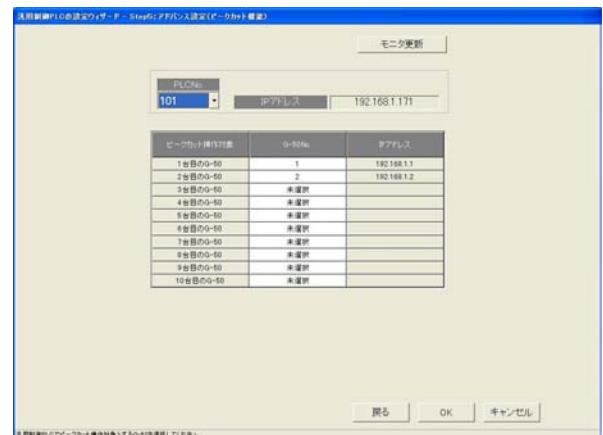 汎用制御PLCの設定ウィザード - Step6:アドバンス設定(ピークカット機能)
モニタ更新
PLCNo
101 IPアドレス 192.168.1.171
ピークカット操作対象 G-50No IPアドレス
1台目のG-50 1 192.168.1.1
2台目のG-50 2 192.168.1.2
3台目のG-50 未選択
4台目のG-50 未選択
5台目のG-50 未選択
6台目のG-50 未選択
7台目のG-50 未選択
8台目のG-50 未選択
9台目のG-50 未選択
10台目のG-50 未選択
戻る OK キャンセル